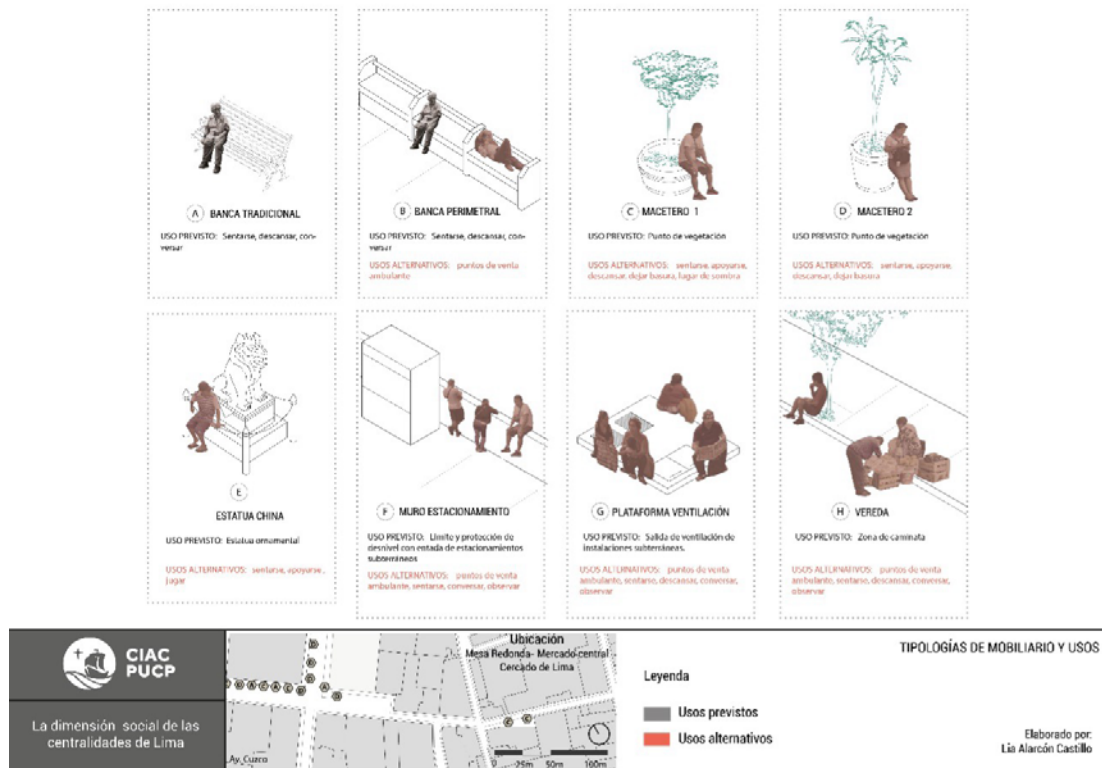 A BANCA TRADICIONAL
USO PREVISTO: Sentarse, descansar, con-
versar
B BANCA PERIMETRAL
USO PREVISTO: Sentarse, descansar, con-
versar
USOS ALTERNATIVOS: puntos de venta
ambulante
C MACETERO 1
USO PREVISTO: Punto de vegetación
USOS ALTERNATIVOS: sentarse, apoyarse,
descansar, dejar basura, lugar de sombra
D MACETERO 2
USO PREVISTO: Punto de vegetación
USOS ALTERNATIVOS: sentarse, apoyarse,
descansar, dejar basura
E
ESTATUA CHINA
USO PREVISTO: Estatua ornamental
USOS ALTERNATIVOS: sentarse, apoyarse,
jugar
F MURO ESTACIONAMIENTO
USO PREVISTO: Límite y protección de
desnivel con entada de estacionamientos
subterráneos
USOS ALTERNATIVOS: puntos de venta
ambulante, sentarse, conversar, observar
G PLATAFORMA VENTILACIÓN
USO PREVISTO: Salida de ventilación de
instalaciones subterráneas.
USOS ALTERNATIVOS: puntos de venta
ambulante, sentarse, descansar, conversar,
observar
H VEREDA
USO PREVISTO: Zona de caminata
USOS ALTERNATIVOS: puntos de venta
ambulante, sentarse, descansar, conversar,
observar
CIAC
PUCP
La dimensión social de las
centralidades de Lima
Ubicación
Mesa Redonda- Mercado central
Cercado de Lima
Av. Cuzco
0 25m 50m 100m
Leyenda
Usos previstos
Usos alternativos
TIPOLOGÍAS DE MOBILIARIO Y USOS
Elaborado por:
Lia Alarcón Castillo